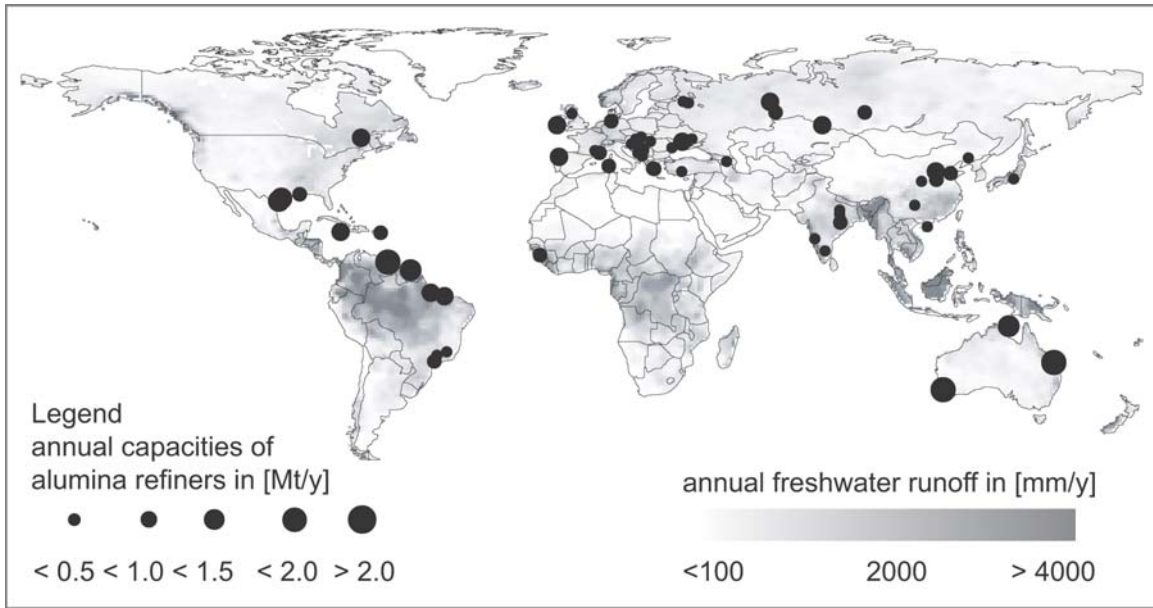 Legend
annual capacities of
alumina refiners in [Mt/y]
< 0.5 < 1.0 < 1.5 < 2.0 > 2.0
annual freshwater runoff in [mm/y]
<100 2000 > 4000